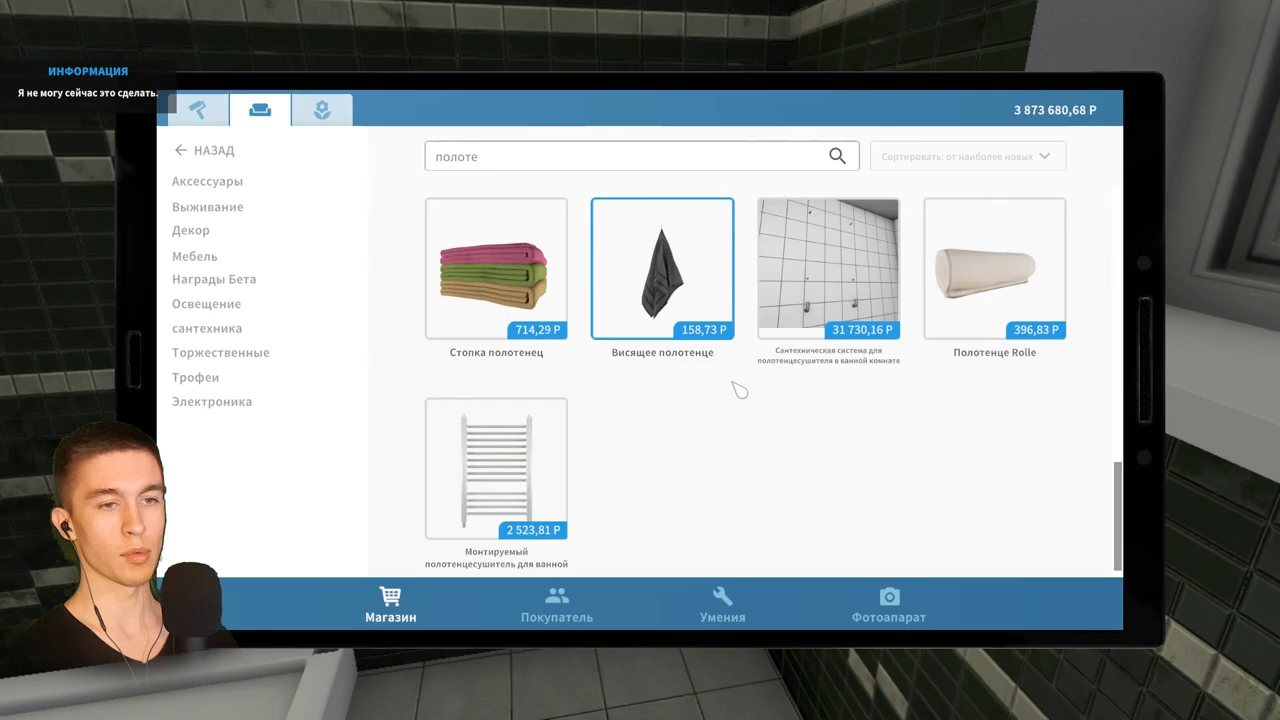 ИНФОРМАЦИЯ
Я не могу сейчас это сделать.
3 873 680,68 Р
НАЗАД
полоте
Сортировать: от наиболее новых
Аксессуары
Выживание
Декор
Мебель
Награды Бета
Освещение
сантехника
Торжественные
Трофеи
Электроника
714,29 Р
158,73 Р
31 730,16 Р
396,83 Р
Стопка полотенец
Висящее полотенце
Сантехническая система для
полотенцесушителя в ванной комнате
Полотенце Rolle
2 523,81 Р
Монтируемый
полотенцесушитель для ванной
Магазин
Покупатель
Умения
Фотоапарат